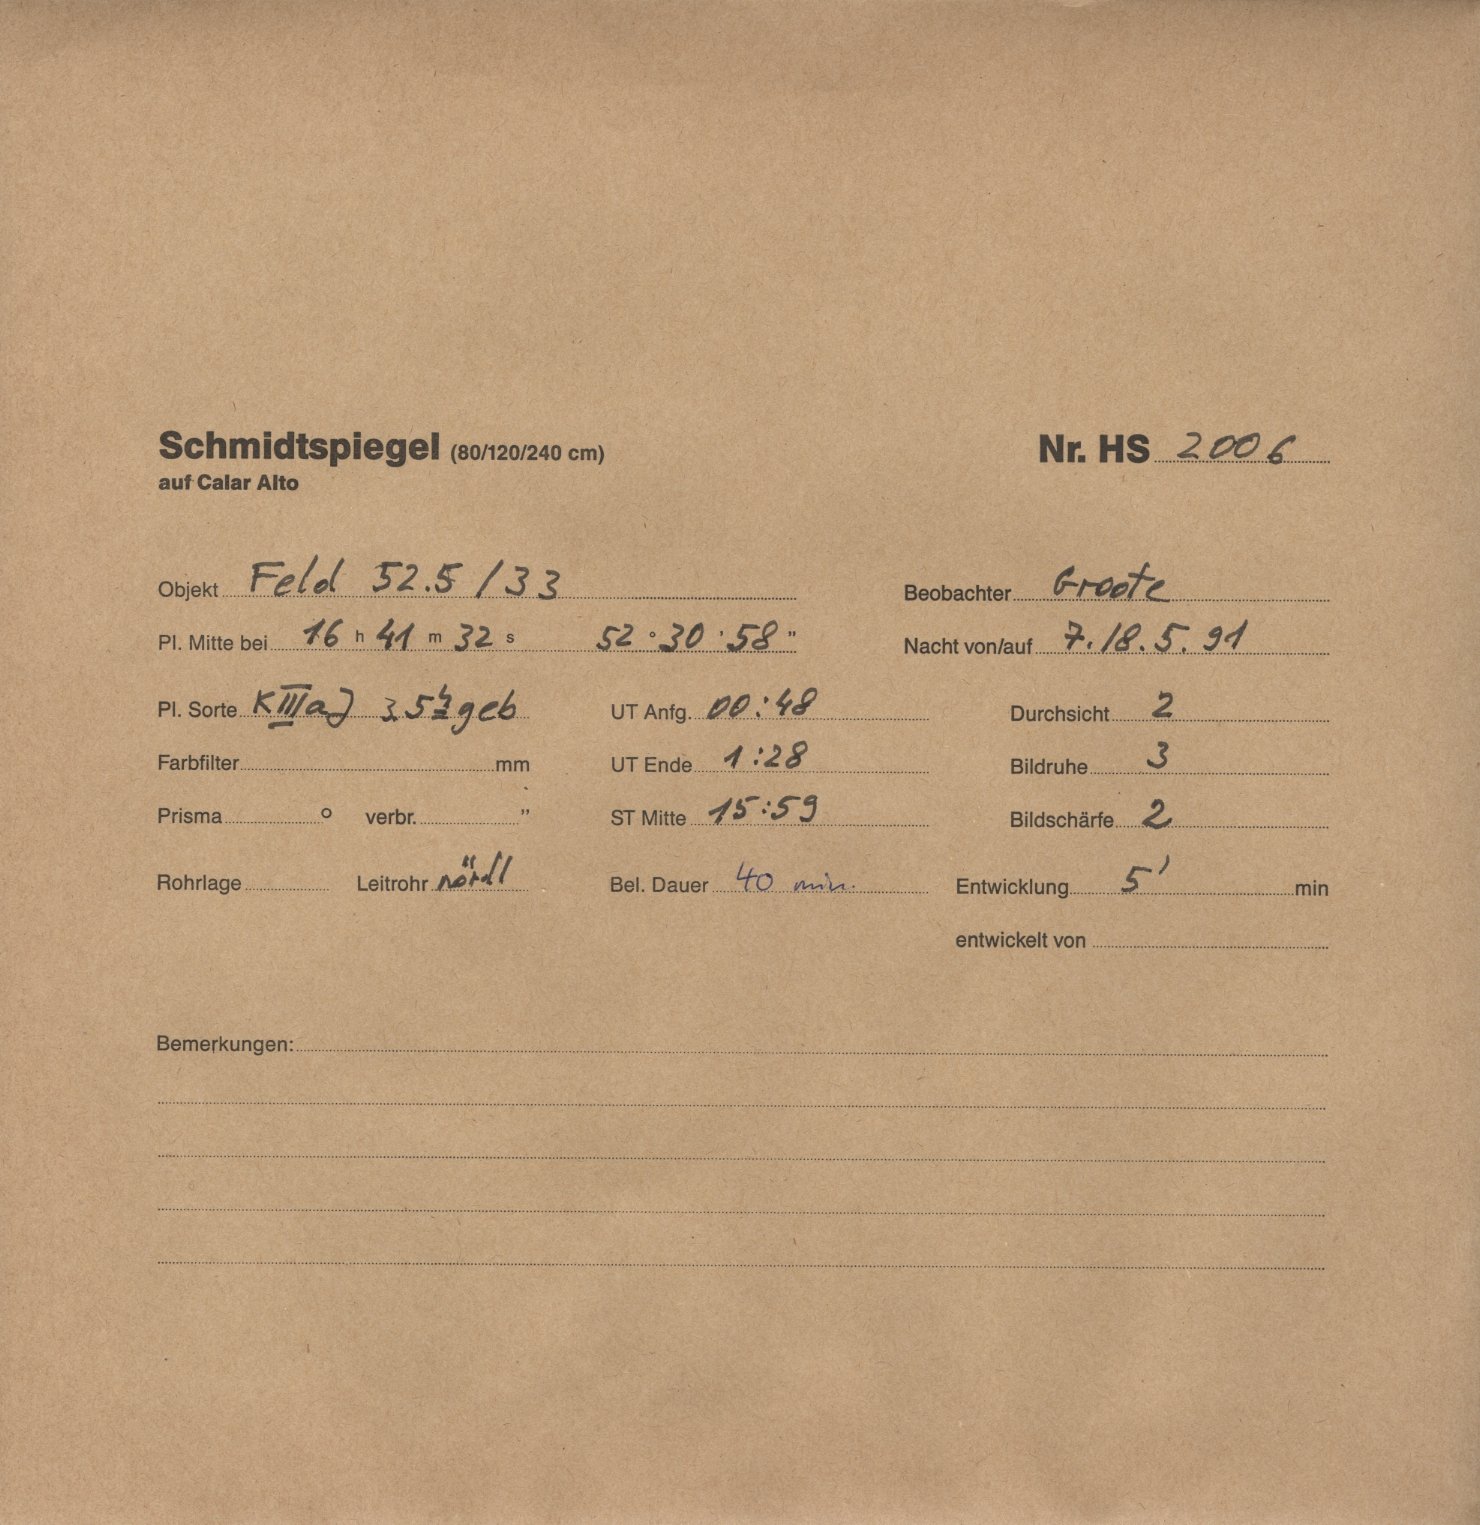 Schmidtspiegel (80/120/240 cm) Nr. HS 2006
auf Calar Alto
Objekt Feld 52.5 / 33 Beobachter Groote
Pl. Mitte bei 16 h 41 m 32 s 52 ° 30 ' 58 " Nacht von/auf 7./8.5.91
Pl. Sorte KIIIaJ 3.5 geb UT Anfg. 00:48 Durchsicht 2
Farbfilter mm UT Ende 1:28 Bildruhe 3
Prisma ° verbr. " ST Mitte 15:59 Bildschärfe 2
Rohrlage Leitrohr nördl Bel. Dauer 40 min. Entwicklung 5' min
entwickelt von
Bemerkungen: